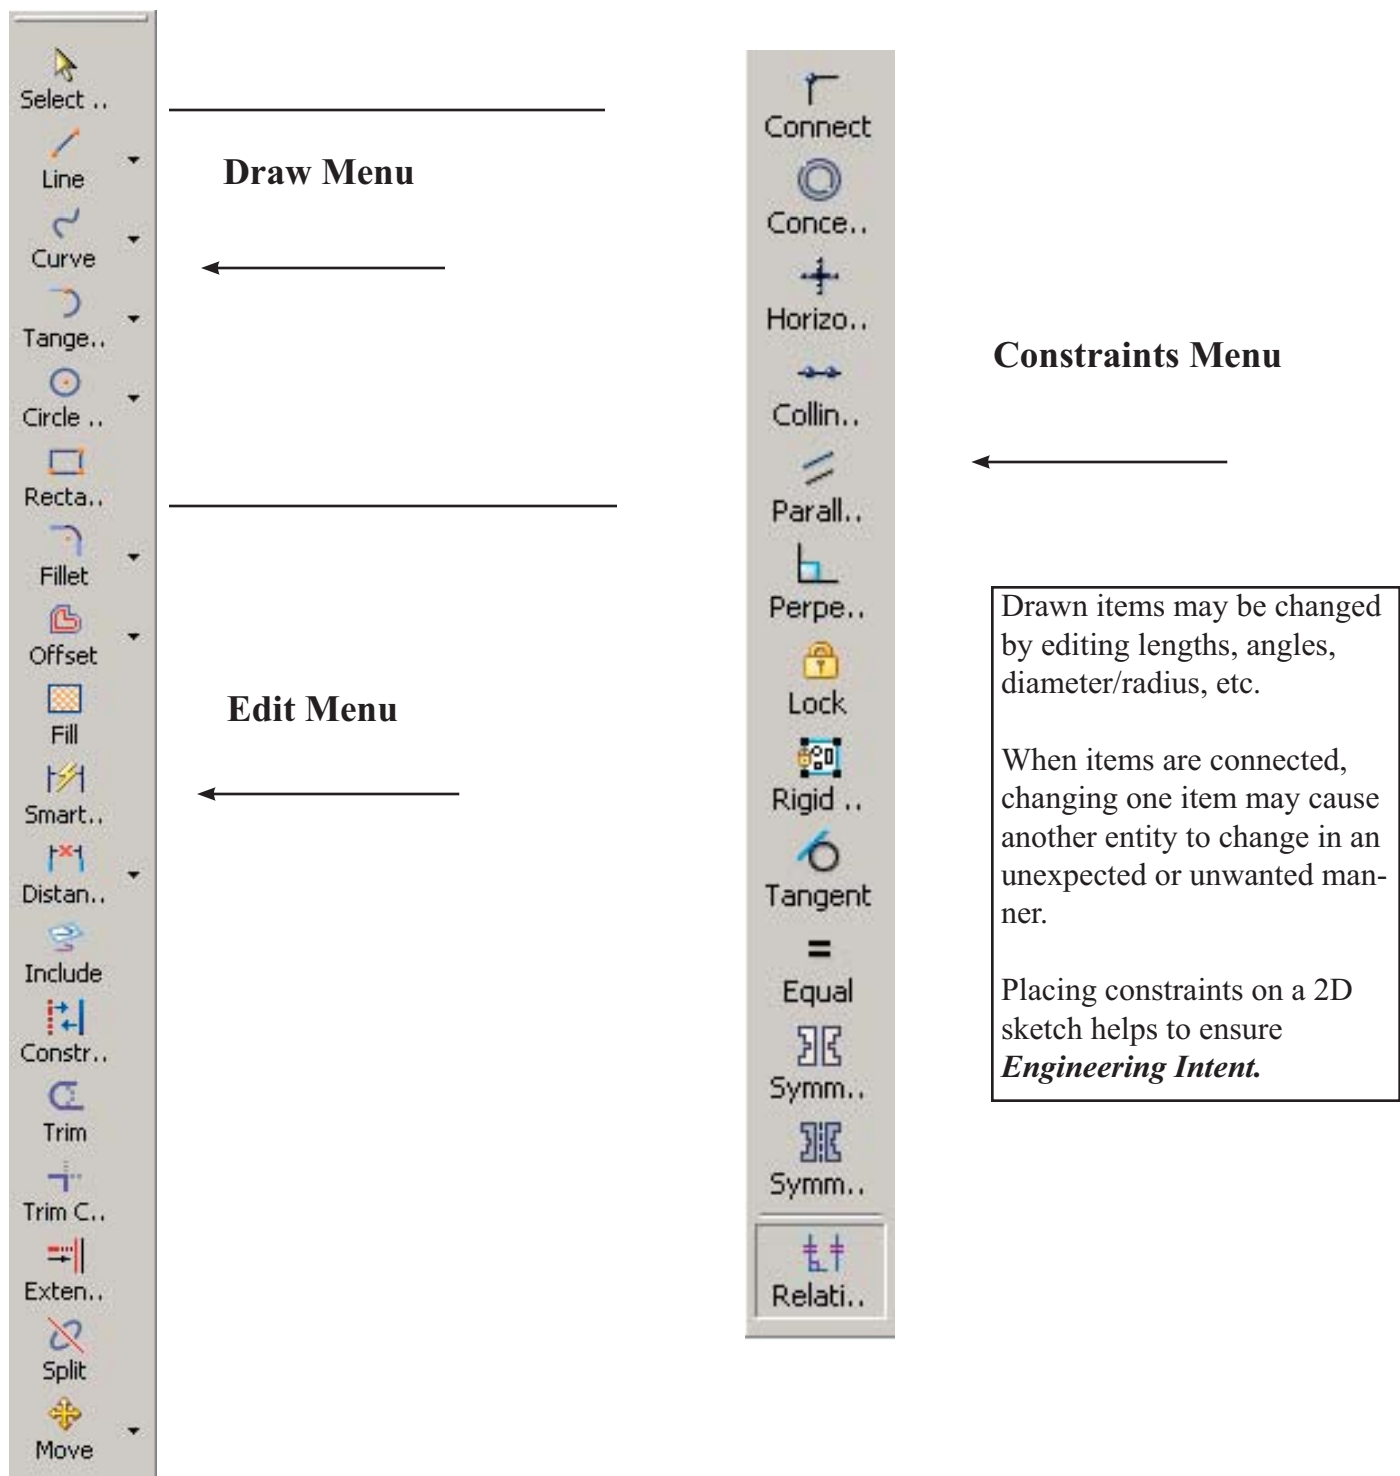 Select ..
Line
Curve
Tange..
Circle ..
Recta..
Fillet
Offset
Fill
Smart..
Distan..
Include
Constr..
Trim
Trim C..
Exten..
Split
Move
Draw Menu
Edit Menu
Connect
Conce..
Horizo..
Collin..
Parall..
Perpe..
Lock
Rigid ..
Tangent
Equal
Symm..
Symm..
Relati..
Constraints Menu
Drawn items may be changed
by editing lengths, angles,
diameter/radius, etc.
When items are connected,
changing one item may cause
another entity to change in an
unexpected or unwanted man-
ner.
Placing constraints on a 2D
sketch helps to ensure
Engineering Intent.